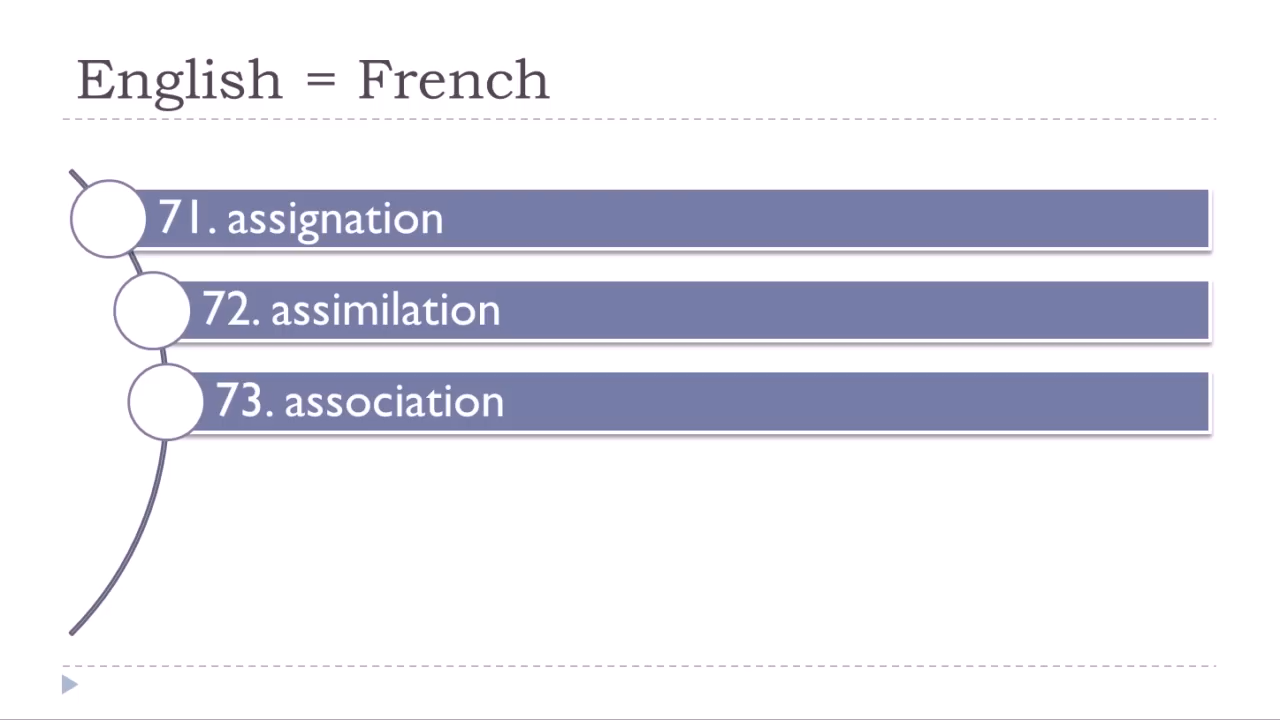 English = French
71. assignation
72. assimilation
73. association